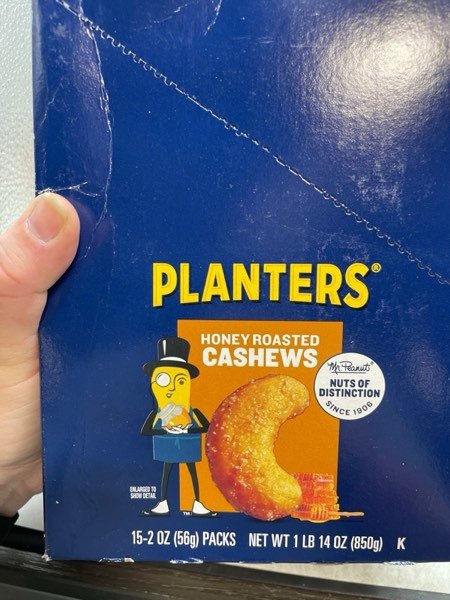 PLANTERS®
HONEY ROASTED
CASHEWS
Mr. Peanut®
NUTS OF
DISTINCTION
SINCE 1906
ENLARGED TO
SHOW DETAIL
TM
15-2 OZ (56g) PACKS NET WT 1 LB 14 OZ (850g) K